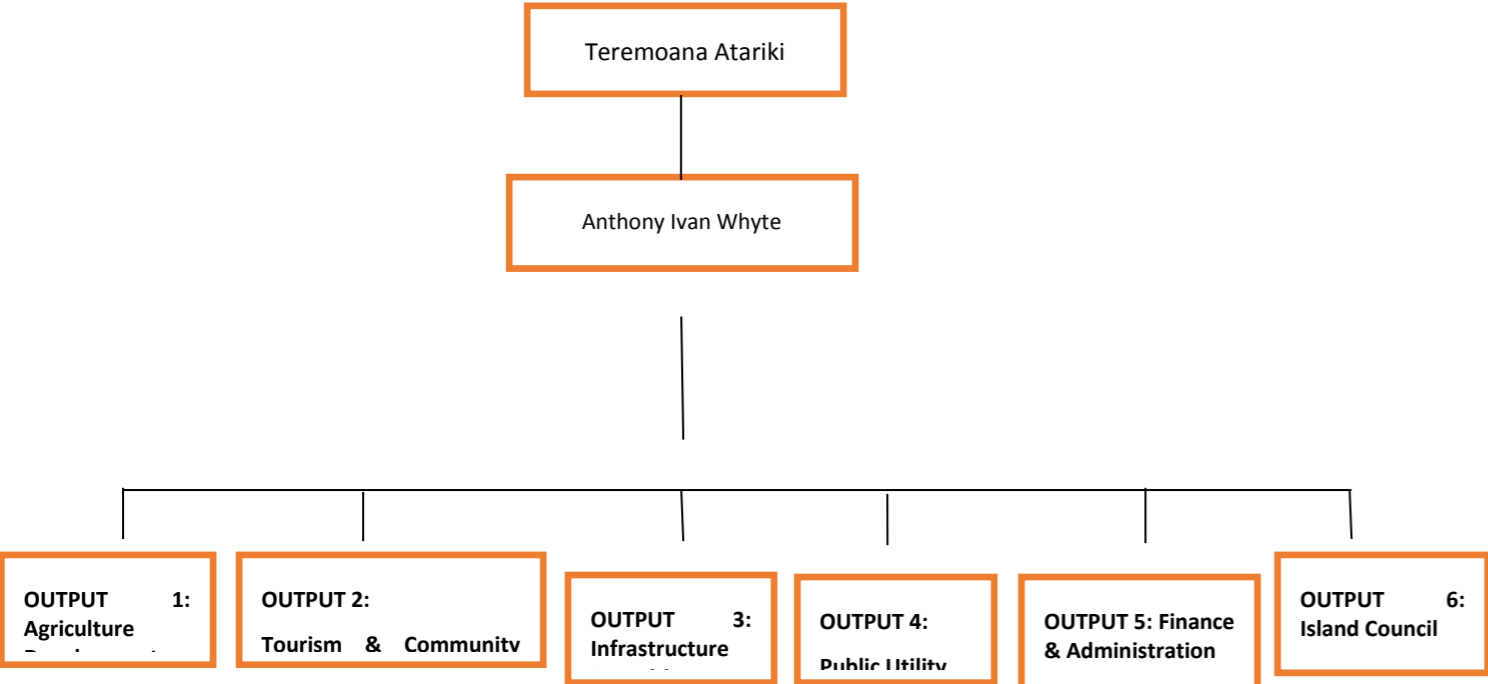 Teremoana Atariki
Anthony Ivan Whyte
OUTPUT 1:
Agriculture
OUTPUT 2:
Tourism & Community
OUTPUT 3:
Infrastructure
OUTPUT 4:
Public Utility
OUTPUT 5: Finance
& Administration
OUTPUT 6:
Island Council